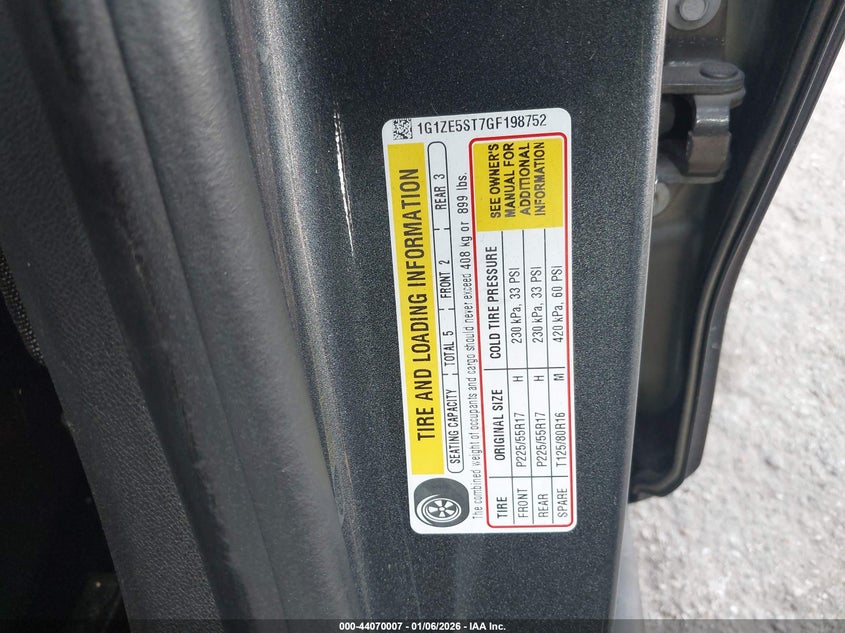 1G1ZE5ST7GF198752
TIRE AND LOADING INFORMATION
SEATING CAPACITY TOTAL 5 FRONT 2 REAR 3
The combined weight of occupants and cargo should never exceed 408 kg or 899 lbs.
TIRE ORIGINAL SIZE COLD TIRE PRESSURE
FRONT P225/55R17 H 230 kPa, 33 PSI
REAR P225/55R17 H 230 kPa, 33 PSI
SPARE T125/80R16 M 420 kPa, 60 PSI
SEE OWNER'S
MANUAL FOR
ADDITIONAL
INFORMATION
000-44070007 - 01/06/2026 - IAA Inc.